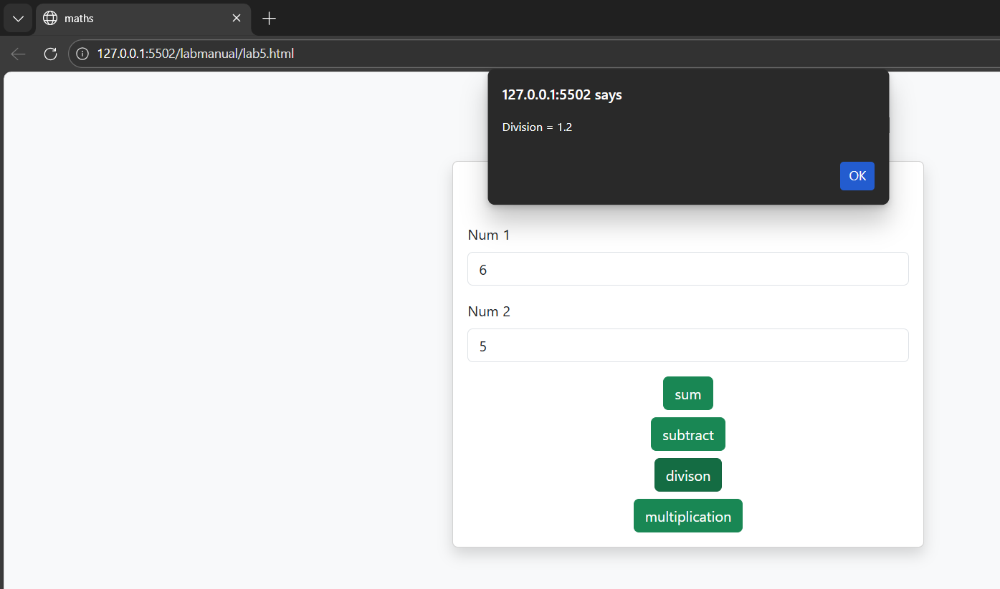 maths
127.0.0.1:5502/labmanual/lab5.html
127.0.0.1:5502 says
Division = 1.2
OK
Num 1
6
Num 2
5
sum
subtract
divison
multiplication